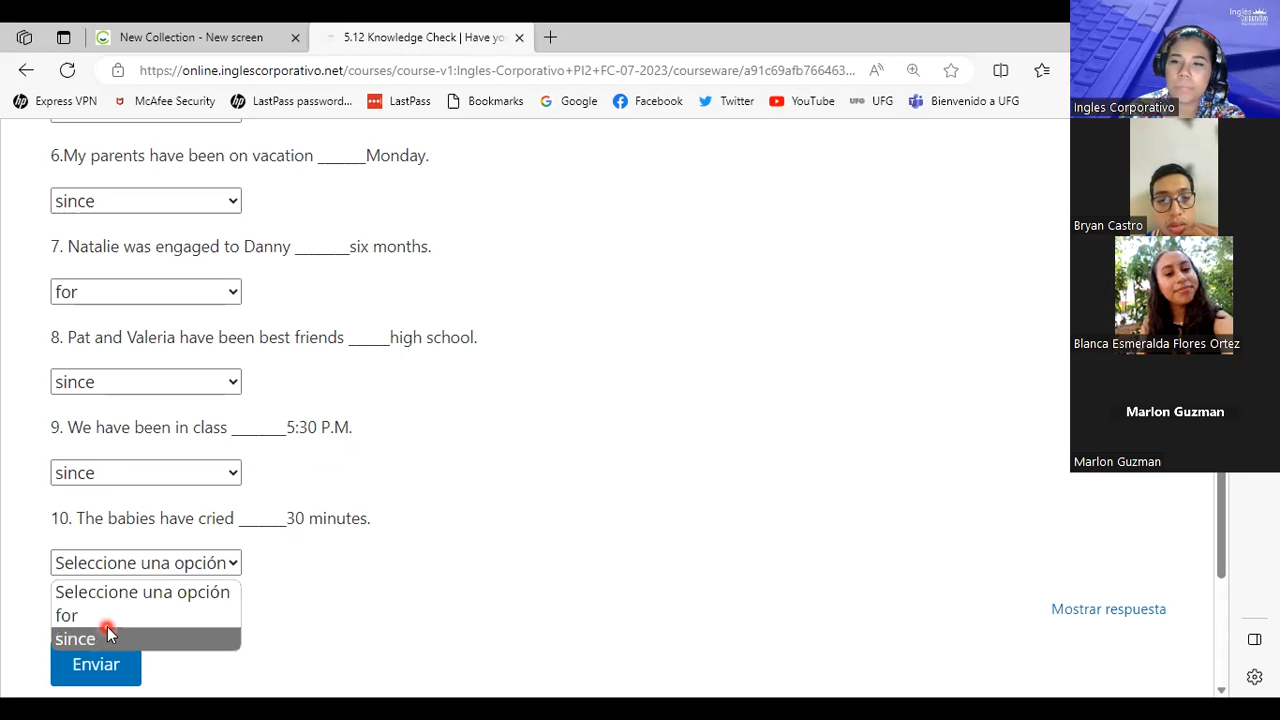 New Collection - New screen
5.12 Knowledge Check | Have you
https://online.inglescorporativo.net/courses/course-v1:Ingles-Corporativo+PI2+FC-07-2023/courseware/a91c69afb766463...
Express VPN
McAfee Security
LastPass password...
LastPass
Bookmarks
Google
Facebook
Twitter
YouTube
UFG
UFG
Bienvenido a UFG
6.My parents have been on vacation ______Monday.
since
7. Natalie was engaged to Danny _______six months.
for
8. Pat and Valeria have been best friends _____high school.
since
9. We have been in class _______5:30 P.M.
since
10. The babies have cried ______30 minutes.
Seleccione una opción
Seleccione una opción
for
since
Enviar
Mostrar respuesta
Ingles
Corporativo
Ingles Corporativo
Bryan Castro
Blanca Esmeralda Flores Ortez
Marlon Guzman
Marlon Guzman